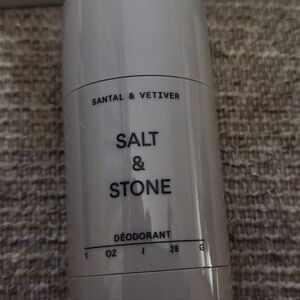 SANTAL & VETIVER
SALT
&
STONE
DÉODORANT
1 OZ | 28 G